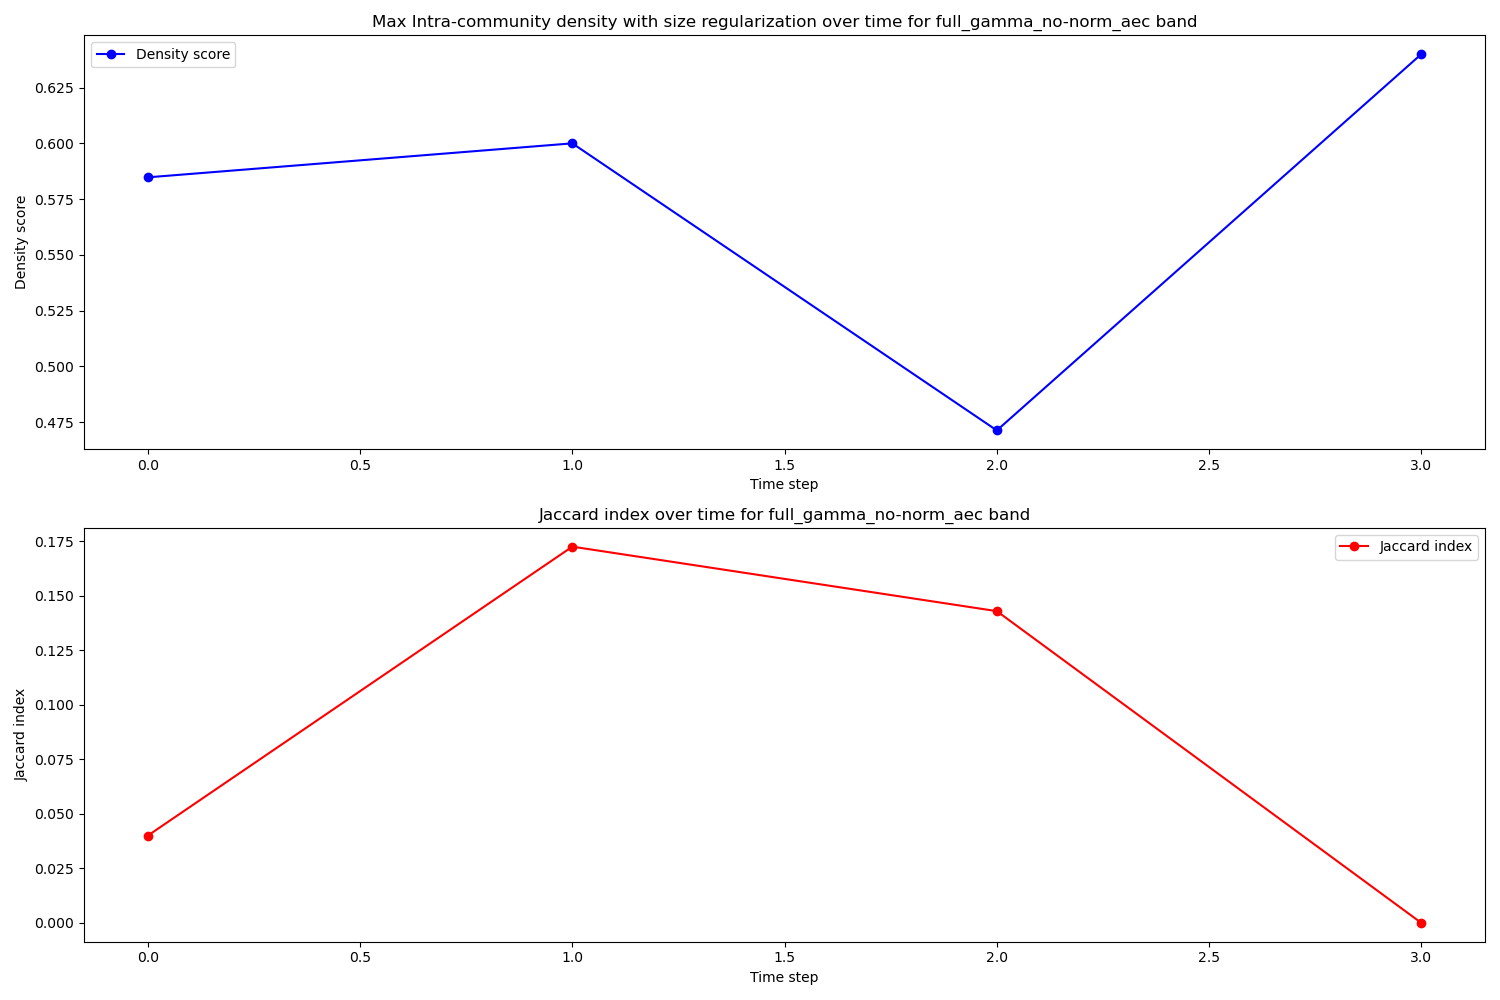 Max Intra-community density with size regularization over time for full_gamma_no-norm_aec band
Density score
0.625
0.600
0.575
0.550
0.525
0.500
0.475
Density score
0.0 0.5 1.0 1.5 2.0 2.5 3.0
Time step
Jaccard index over time for full_gamma_no-norm_aec band
Jaccard index
0.175
0.150
0.125
0.100
0.075
0.050
0.025
0.000
Jaccard index
0.0 0.5 1.0 1.5 2.0 2.5 3.0
Time step